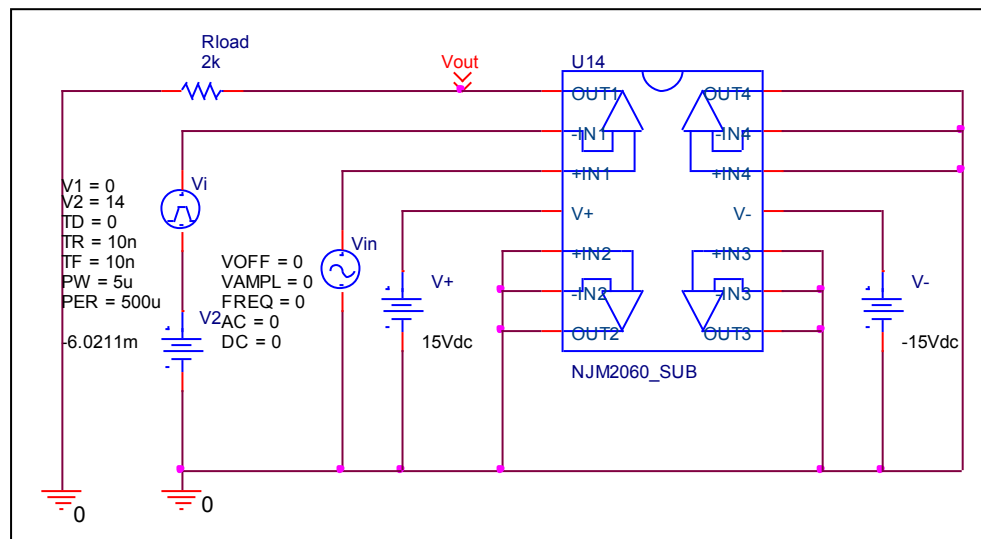 Rload
2k
Vout
U14
OUT1
OUT4
-IN1
-IN4
+IN1
+IN4
V+
V-
+IN2
+IN3
-IN2
-IN3
OUT2
OUT3
NJM2060_SUB
Vi
V1 = 0
V2 = 14
TD = 0
TR = 10n
TF = 10n
PW = 5u
PER = 500u
V2
-6.0211m
Vin
VOFF = 0
VAMPL = 0
FREQ = 0
AC = 0
DC = 0
V+
15Vdc
V-
-15Vdc
0
0